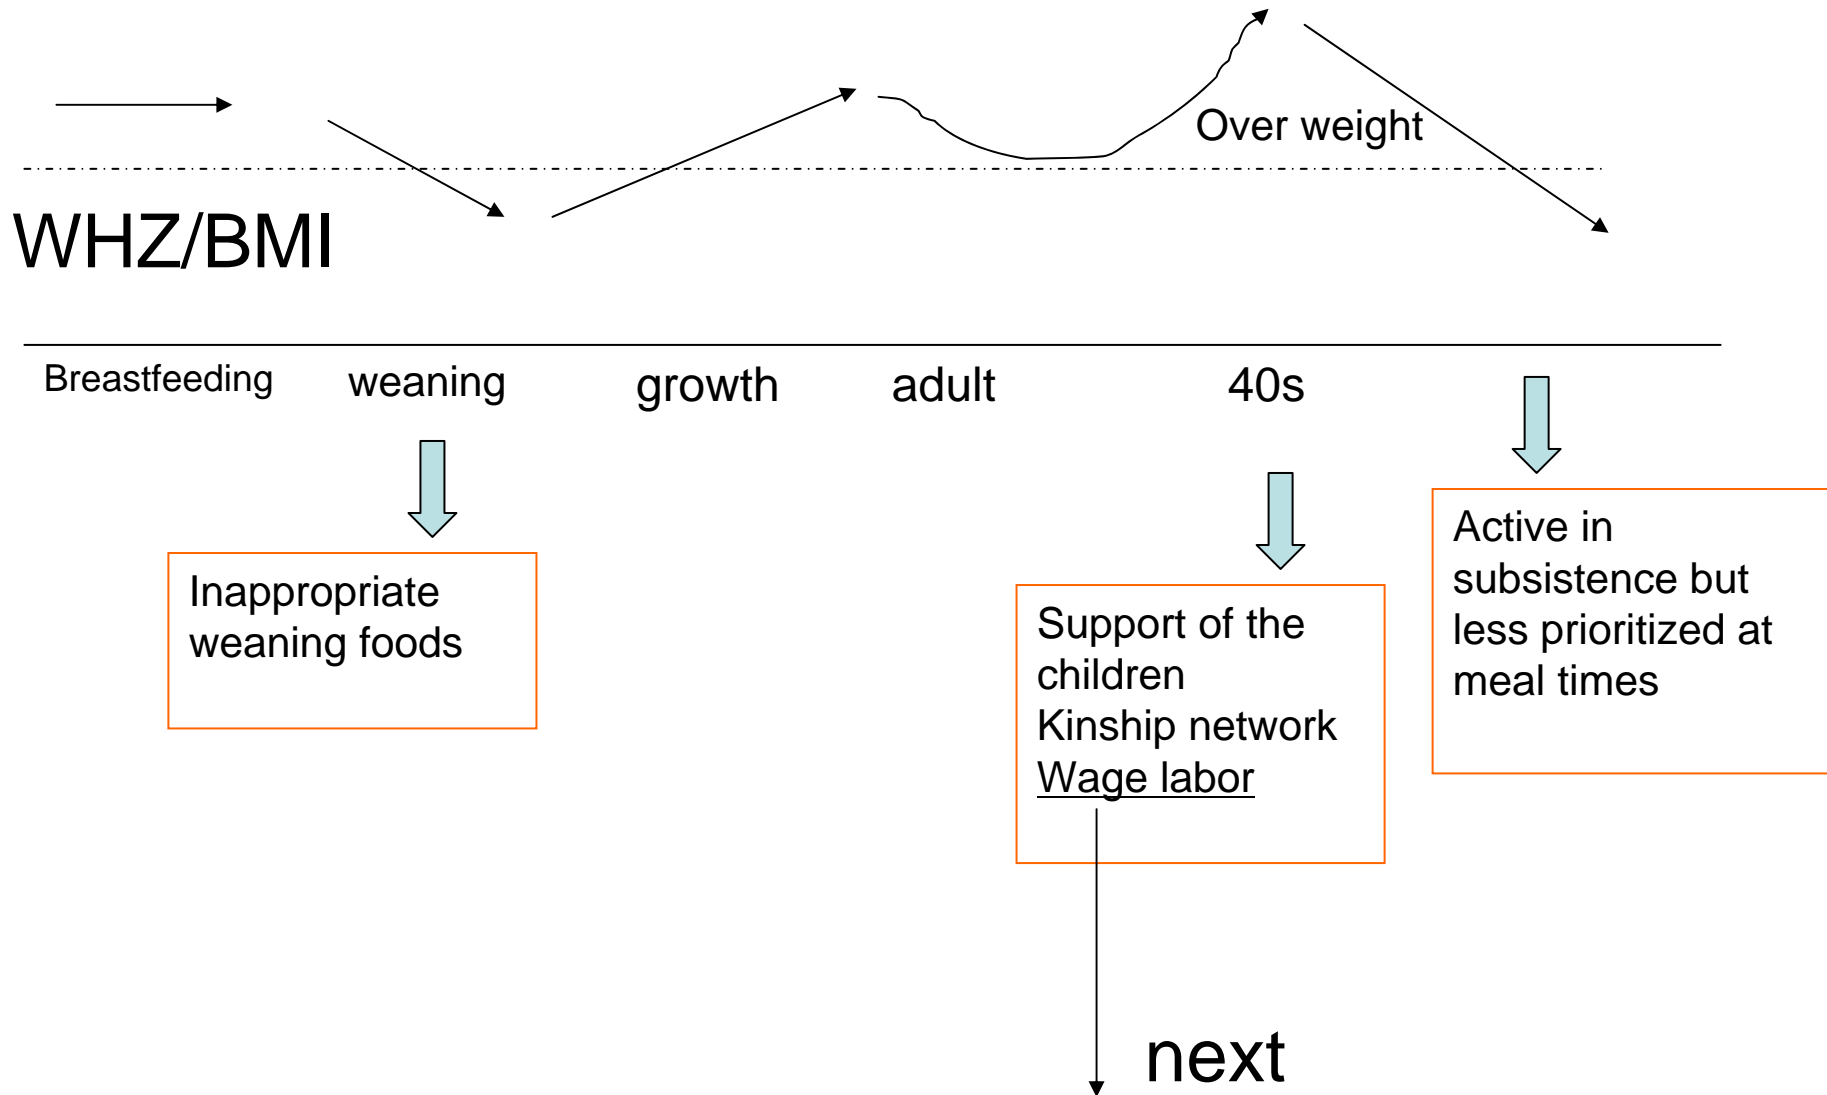 Over weight
WHZ/BMI
Breastfeeding
weaning
growth
adult
40s
Inappropriate
weaning foods
Support of the
children
Kinship network
Wage labor
Active in
subsistence but
less prioritized at
meal times
next